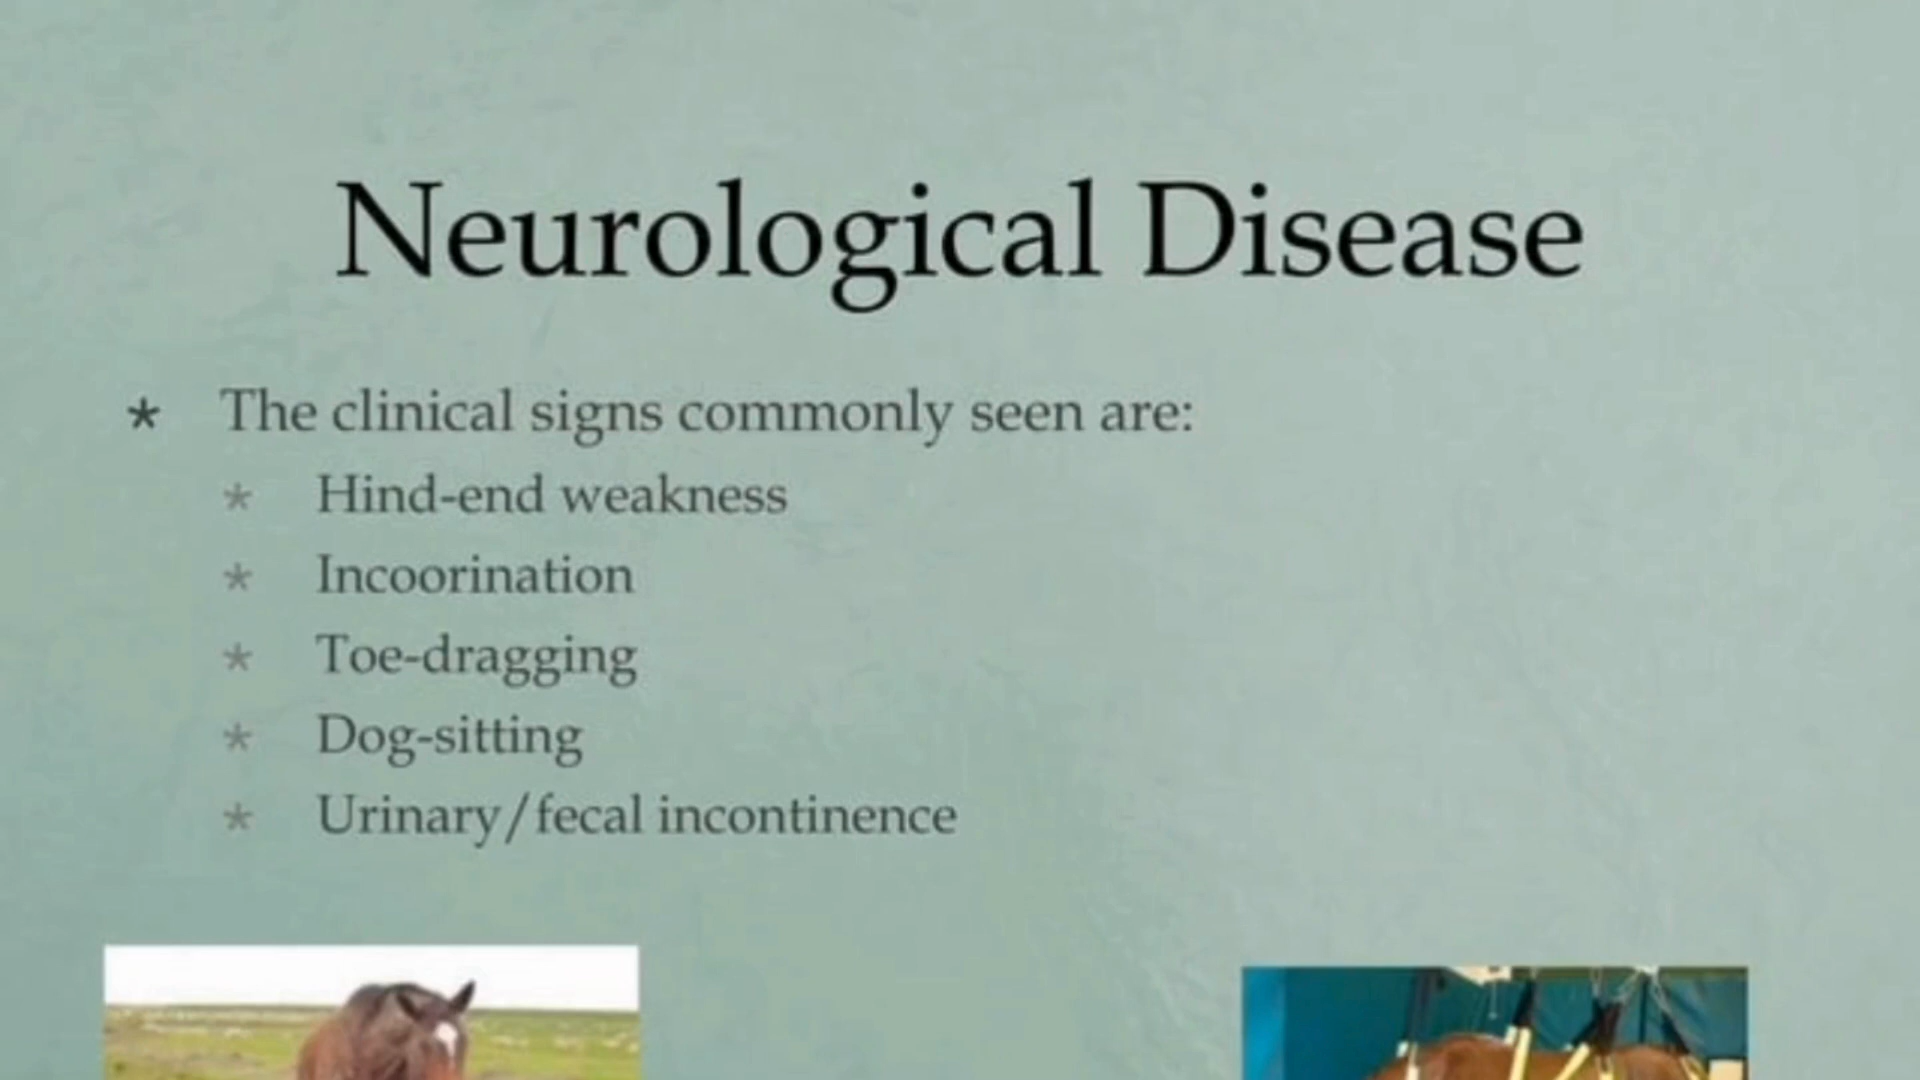 Neurological Disease
* The clinical signs commonly seen are:
* Hind-end weakness
* Incoorination
* Toe-dragging
* Dog-sitting
* Urinary/fecal incontinence